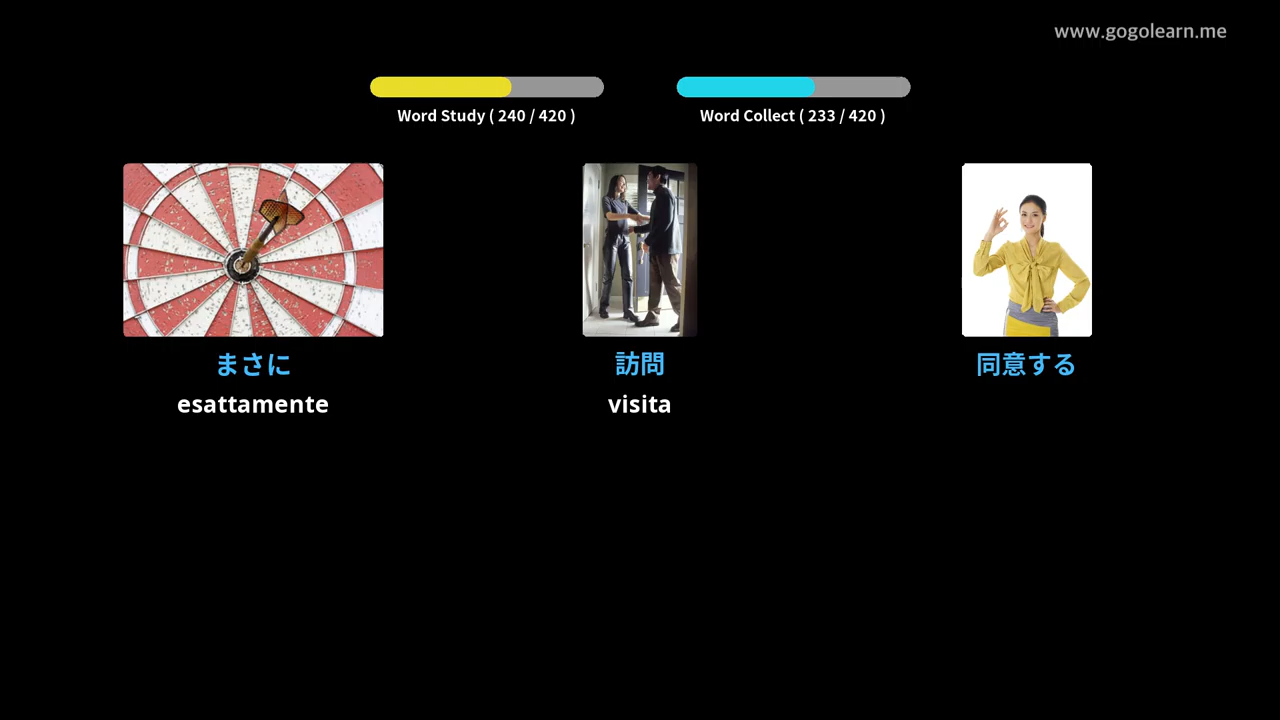 www.gogolearn.me
Word Study ( 240 / 420 )
Word Collect ( 233 / 420 )
まさに
訪問
同意する
esattamente
visita